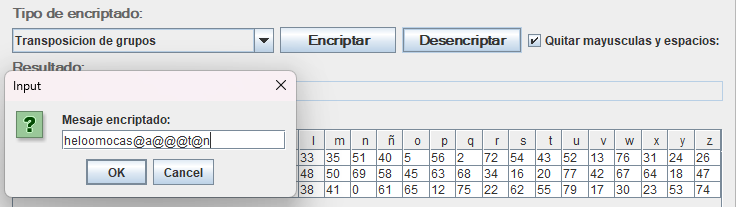 Tipo de encriptado:
Transposicion de grupos
Encriptar
Desencriptar
Quitar mayusculas y espacios:
Resultado:
Input
Mesaje encriptado:
heloomocas@a@@@t@n
OK
Cancel
l m n ñ o p q r s t u v w x y z
33 35 51 40 5 56 2 72 54 43 52 13 76 31 24 26
48 50 69 58 45 63 68 34 16 20 77 42 67 64 18 47
38 41 0 61 65 12 75 22 62 55 79 17 30 23 53 74